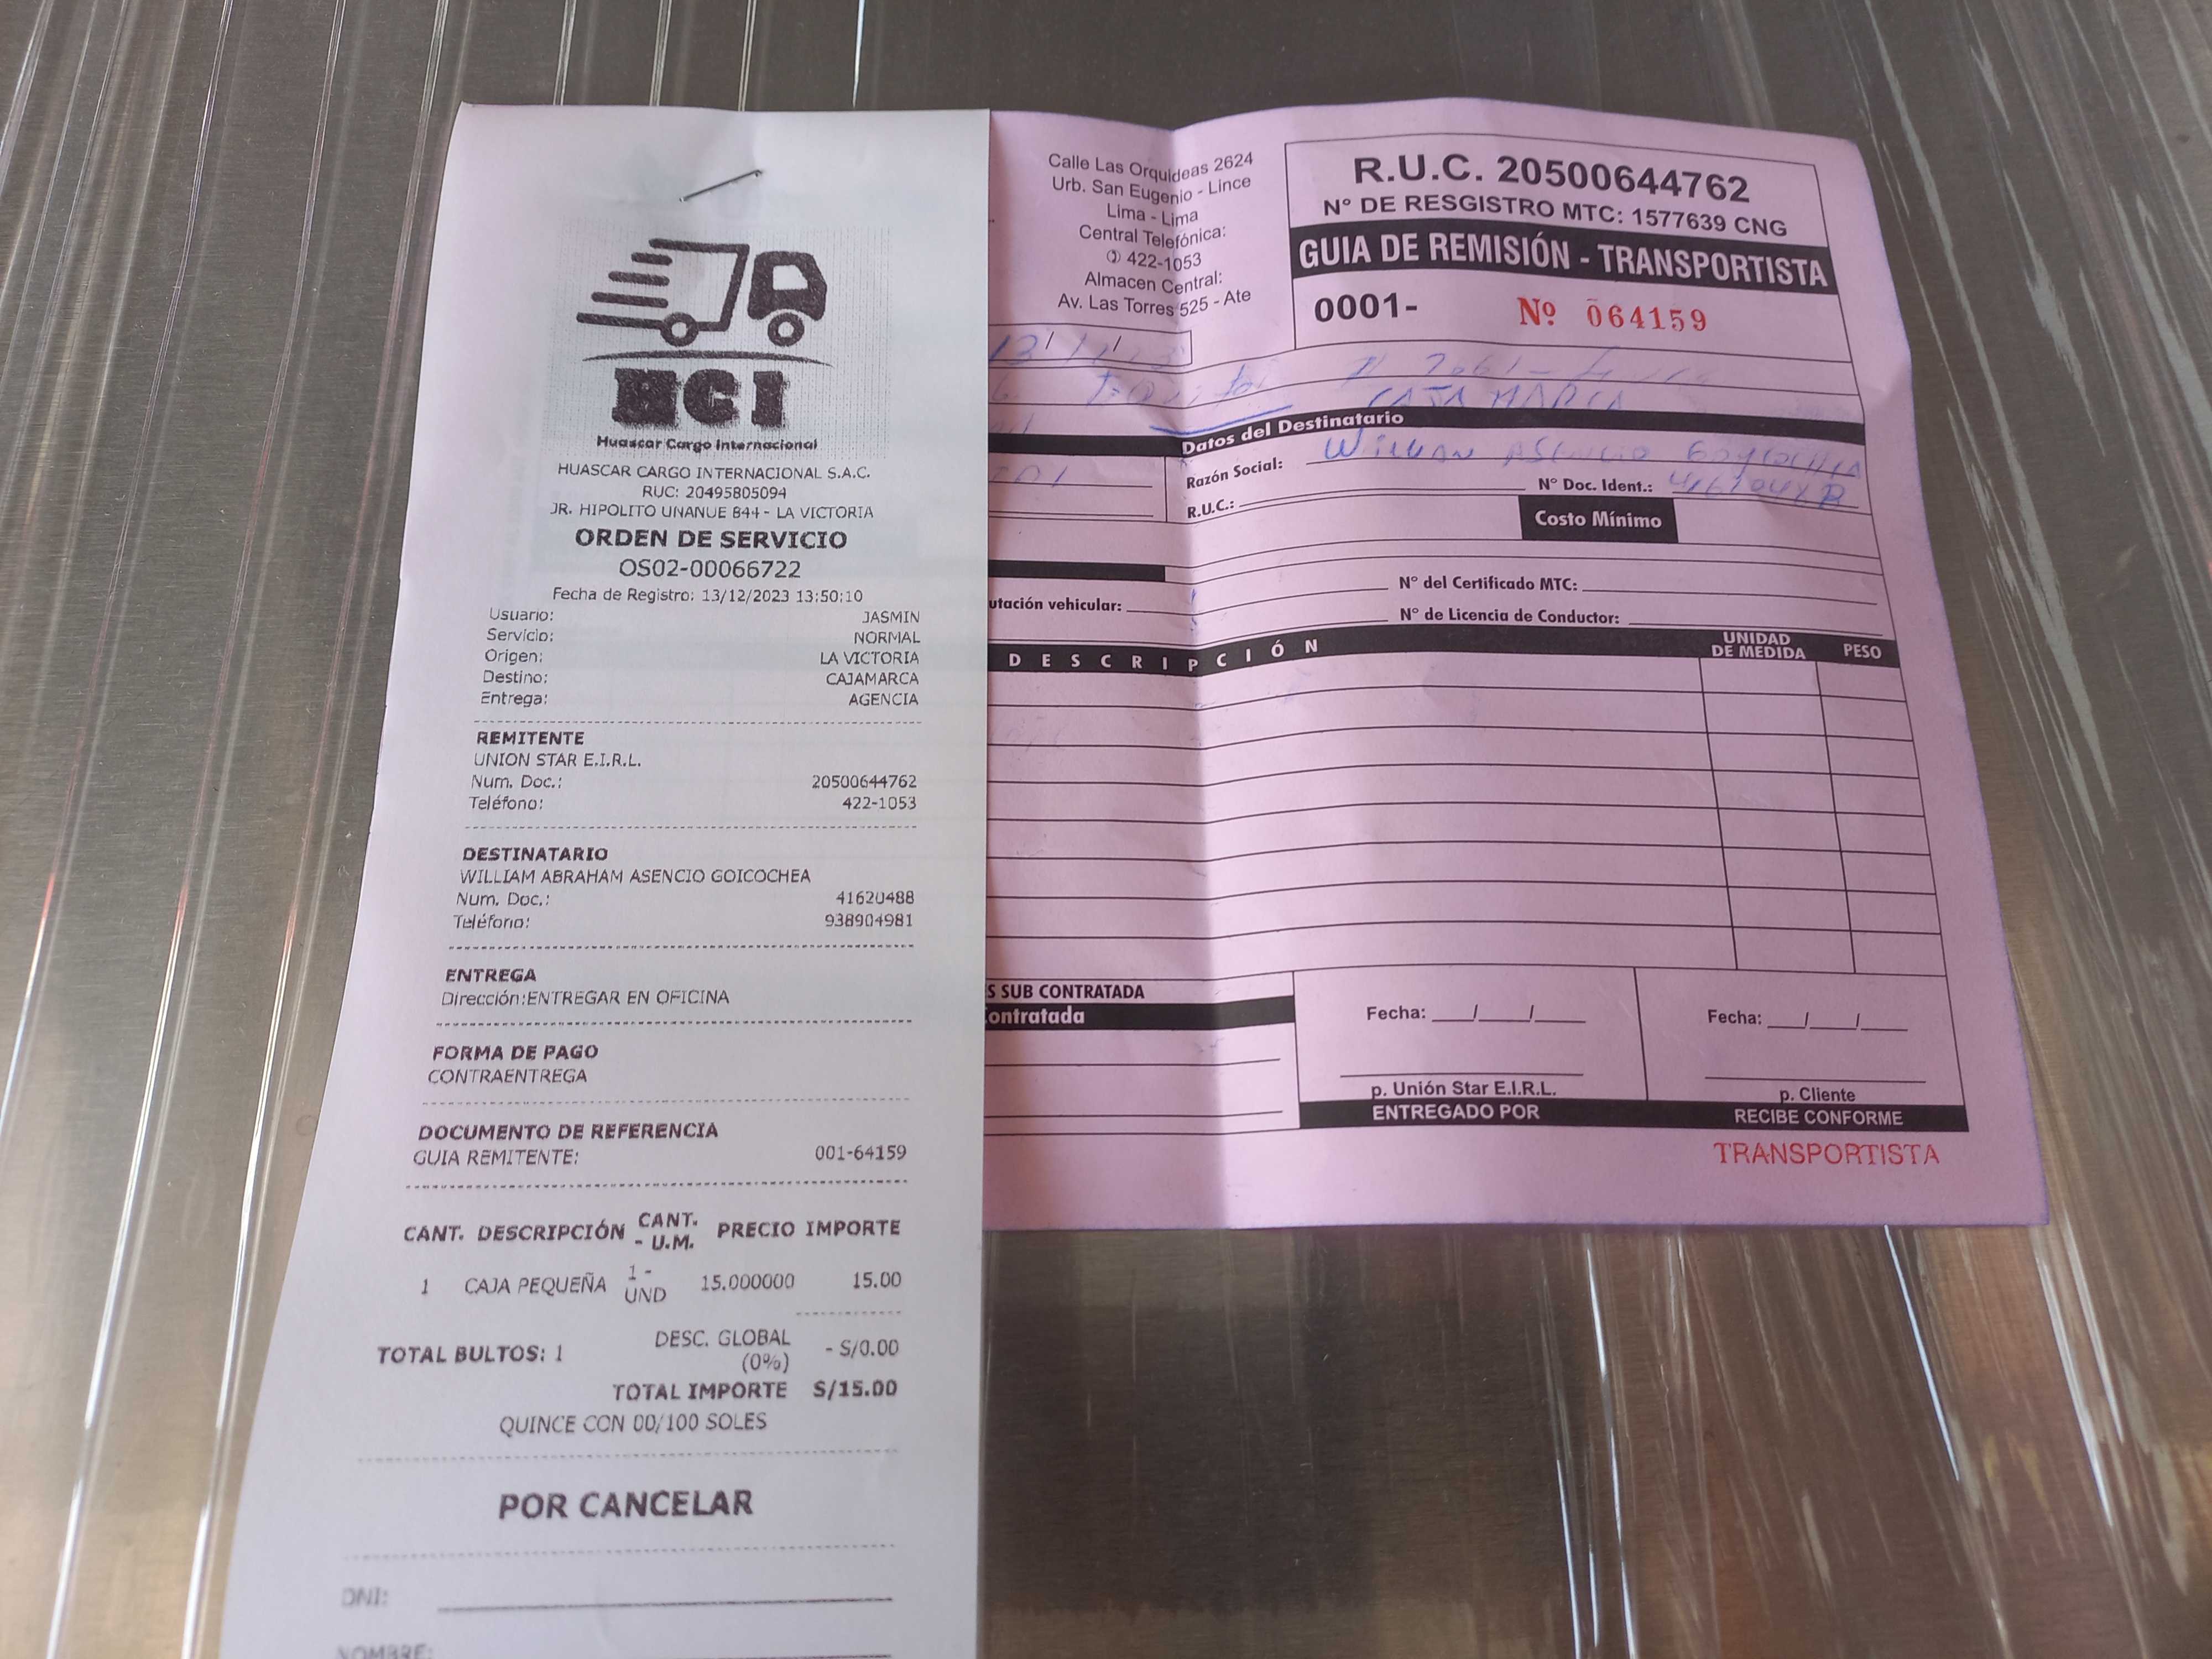 HCI
Huascar Cargo Internacional
HUASCAR CARGO INTERNACIONAL S.A.C.
RUC: 20495805094
JR. HIPOLITO UNANUE 844 - LA VICTORIA
ORDEN DE SERVICIO
OS02-00066722
Fecha de Registro: 13/12/2023 13:50:10
Usuario: JASMIN
Servicio: NORMAL
Origen: LA VICTORIA
Destino: CAJAMARCA
Entrega: AGENCIA
REMITENTE
UNION STAR E.I.R.L.
Num. Doc.: 20500644762
Teléfono: 422-1053
DESTINATARIO
WILLIAM ABRAHAM ASENCIO GOICOCHEA
Num. Doc.: 41620488
Teléfono: 938904981
ENTREGA
Dirección:ENTREGAR EN OFICINA
FORMA DE PAGO
CONTRAENTREGA
DOCUMENTO DE REFERENCIA
GUIA REMITENTE: 001-64159
CANT. DESCRIPCIÓN CANT. - U.M. PRECIO IMPORTE
1 CAJA PEQUEÑA 1 - UND 15.000000 15.00
TOTAL BULTOS: 1 DESC. GLOBAL (0%) - S/0.00
TOTAL IMPORTE S/15.00
QUINCE CON 00/100 SOLES
POR CANCELAR
DNI:
NOMBRE:
Calle Las Orquideas 2624
Urb. San Eugenio - Lince
Lima - Lima
Central Telefónica:
422-1053
Almacen Central:
Av. Las Torres 525 - Ate
R.U.C. 20500644762
N° DE RESGISTRO MTC: 1577639 CNG
GUIA DE REMISIÓN - TRANSPORTISTA
0001- Nº 064159
CAJAMARCA
Datos del Destinatario
Razón Social: William
R.U.C.: N° Doc. Ident.:
Costo Mínimo
N° del Certificado MTC:
utación vehicular: N° de Licencia de Conductor:
DESCRIPCIÓN UNIDAD DE MEDIDA PESO
S SUB CONTRATADA
ontratada
Fecha: __/__/__ Fecha: __/__/__
p. Unión Star E.I.R.L. p. Cliente
ENTREGADO POR RECIBE CONFORME
TRANSPORTISTA